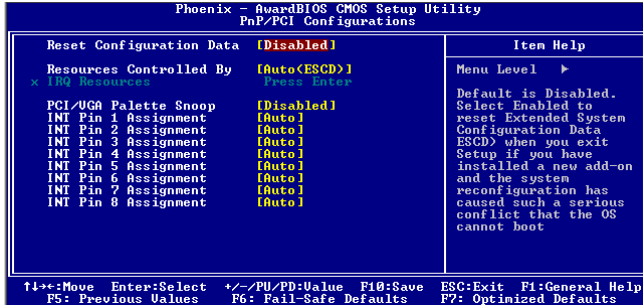 Phoenix - AwardBIOS CMOS Setup Utility
PnP/PCI Configurations
Reset Configuration Data [Disabled]
Resources Controlled By [Auto(ESCD)]
x IRQ Resources Press Enter
PCI/VGA Palette Snoop [Disabled]
INT Pin 1 Assignment [Auto]
INT Pin 2 Assignment [Auto]
INT Pin 3 Assignment [Auto]
INT Pin 4 Assignment [Auto]
INT Pin 5 Assignment [Auto]
INT Pin 6 Assignment [Auto]
INT Pin 7 Assignment [Auto]
INT Pin 8 Assignment [Auto]
Item Help
Menu Level ►
Default is Disabled.
Select Enabled to
reset Extended System
Configuration Data
ESCD) when you exit
Setup if you have
installed a new add-on
and the system
reconfiguration has
caused such a serious
conflict that the OS
cannot boot
↑↓→←:Move Enter:Select +/-/PU/PD:Value F10:Save ESC:Exit F1:General Help
F5: Previous Values F6: Fail-Safe Defaults F7: Optimized Defaults